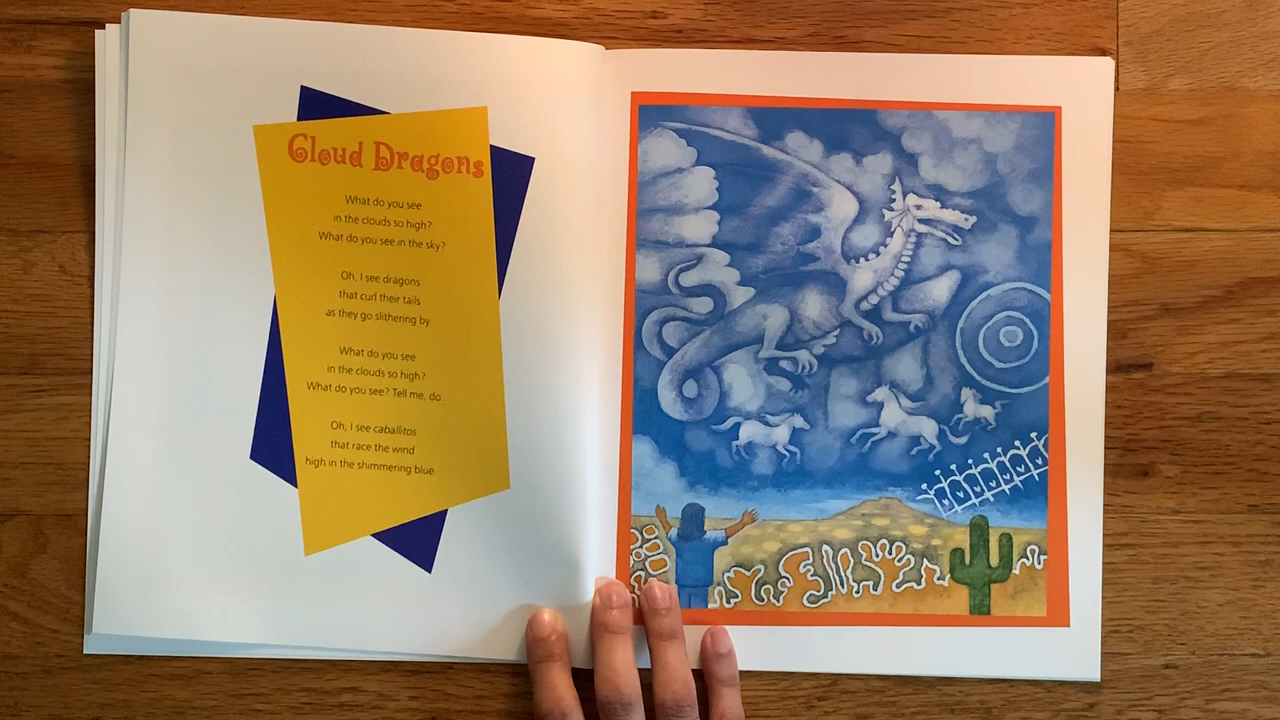 Cloud Dragons
What do you see
in the clouds so high?
What do you see in the sky?
Oh, I see dragons
that curl their tails
as they go slithering by
What do you see
in the clouds so high?
What do you see? Tell me, do.
Oh, I see caballitos
that race the wind
high in the shimmering blue